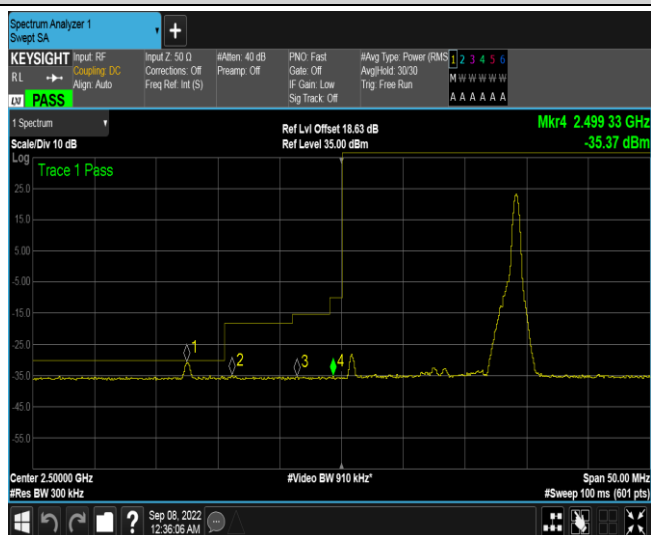 Spectrum Analyzer 1
Swept SA
KEYSIGHT
R L
LXI PASS
Input: RF
Coupling: DC
Align: Auto
Input Z: 50 Ω
Corrections: Off
Freq Ref: Int (S)
#Atten: 40 dB
Preamp: Off
PNO: Fast
Gate: Off
IF Gain: Low
Sig Track: Off
#Avg Type: Power (RMS
Avg|Hold: 30/30
Trig: Free Run
1 2 3 4 5 6
M W W W W W
A A A A A A
1 Spectrum
Scale/Div 10 dB
Ref Lvl Offset 18.63 dB
Ref Level 35.00 dBm
Mkr4 2.499 33 GHz
-35.37 dBm
Log
Trace 1 Pass
25.0
15.0
5.00
-5.00
-15.0
-25.0
-35.0
-45.0
-55.0
1
2
3
4
Center 2.50000 GHz
#Res BW 300 kHz
#Video BW 910 kHz*
Span 50.00 MHz
#Sweep 100 ms (601 pts)
?
Sep 08, 2022
12:36:06 AM